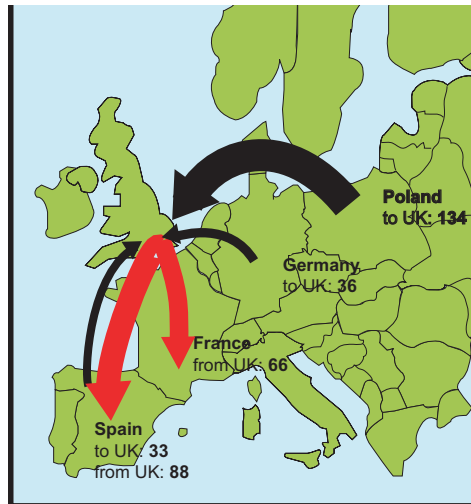 Poland
to UK: 134
Germany
to UK: 36
France
from UK: 66
Spain
to UK: 33
from UK: 88